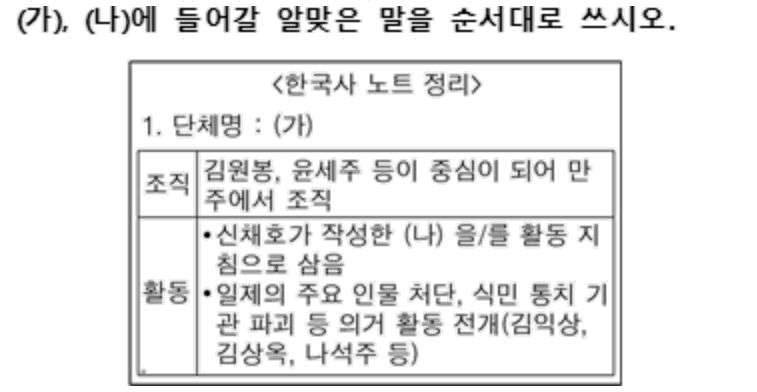 (가), (나)에 들어갈 알맞은 말을 순서대로 쓰시오.
<한국사 노트 정리>
1. 단체명 : (가)
조직
김원봉, 윤세주 등이 중심이 되어 만
주에서 조직
활동
•신채호가 작성한 (나) 을/를 활동 지
침으로 삼음
•일제의 주요 인물 처단, 식민 통치 기
관 파괴 등 의거 활동 전개(김익상,
김상옥, 나석주 등)